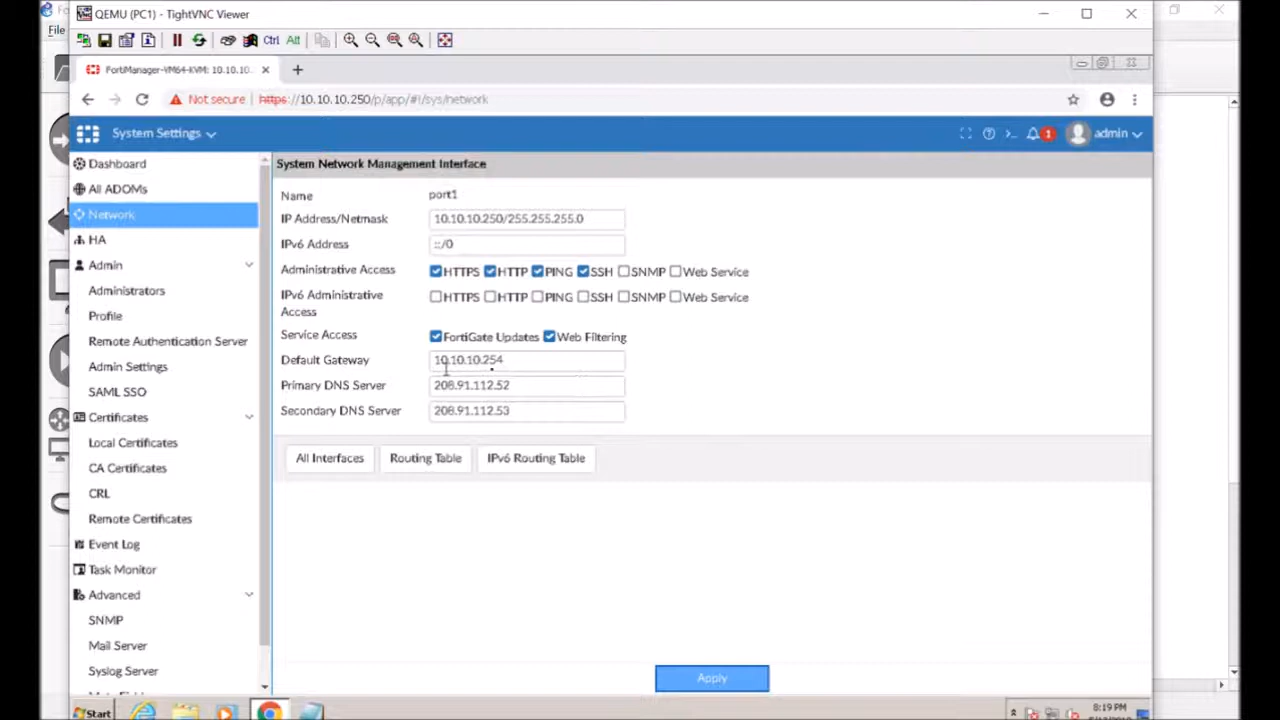 QEMU (PC1) - TightVNC Viewer
File
Ctrl Alt
FortiManager-VM64-KVM: 10.10.10.
Not secure https://10.10.10.250/p/app/#!/sys/network
System Settings
1 admin
Dashboard
All ADOMs
Network
HA
Admin
Administrators
Profile
Remote Authentication Server
Admin Settings
SAML SSO
Certificates
Local Certificates
CA Certificates
CRL
Remote Certificates
Event Log
Task Monitor
Advanced
SNMP
Mail Server
Syslog Server
System Network Management Interface
Name port1
IP Address/Netmask 10.10.10.250/255.255.255.0
IPv6 Address ::/0
Administrative Access HTTPS HTTP PING SSH SNMP Web Service
IPv6 Administrative Access HTTPS HTTP PING SSH SNMP Web Service
Service Access FortiGate Updates Web Filtering
Default Gateway 10.10.10.254
Primary DNS Server 208.91.112.52
Secondary DNS Server 208.91.112.53
All Interfaces Routing Table IPv6 Routing Table
Apply
Start
8:19 PM